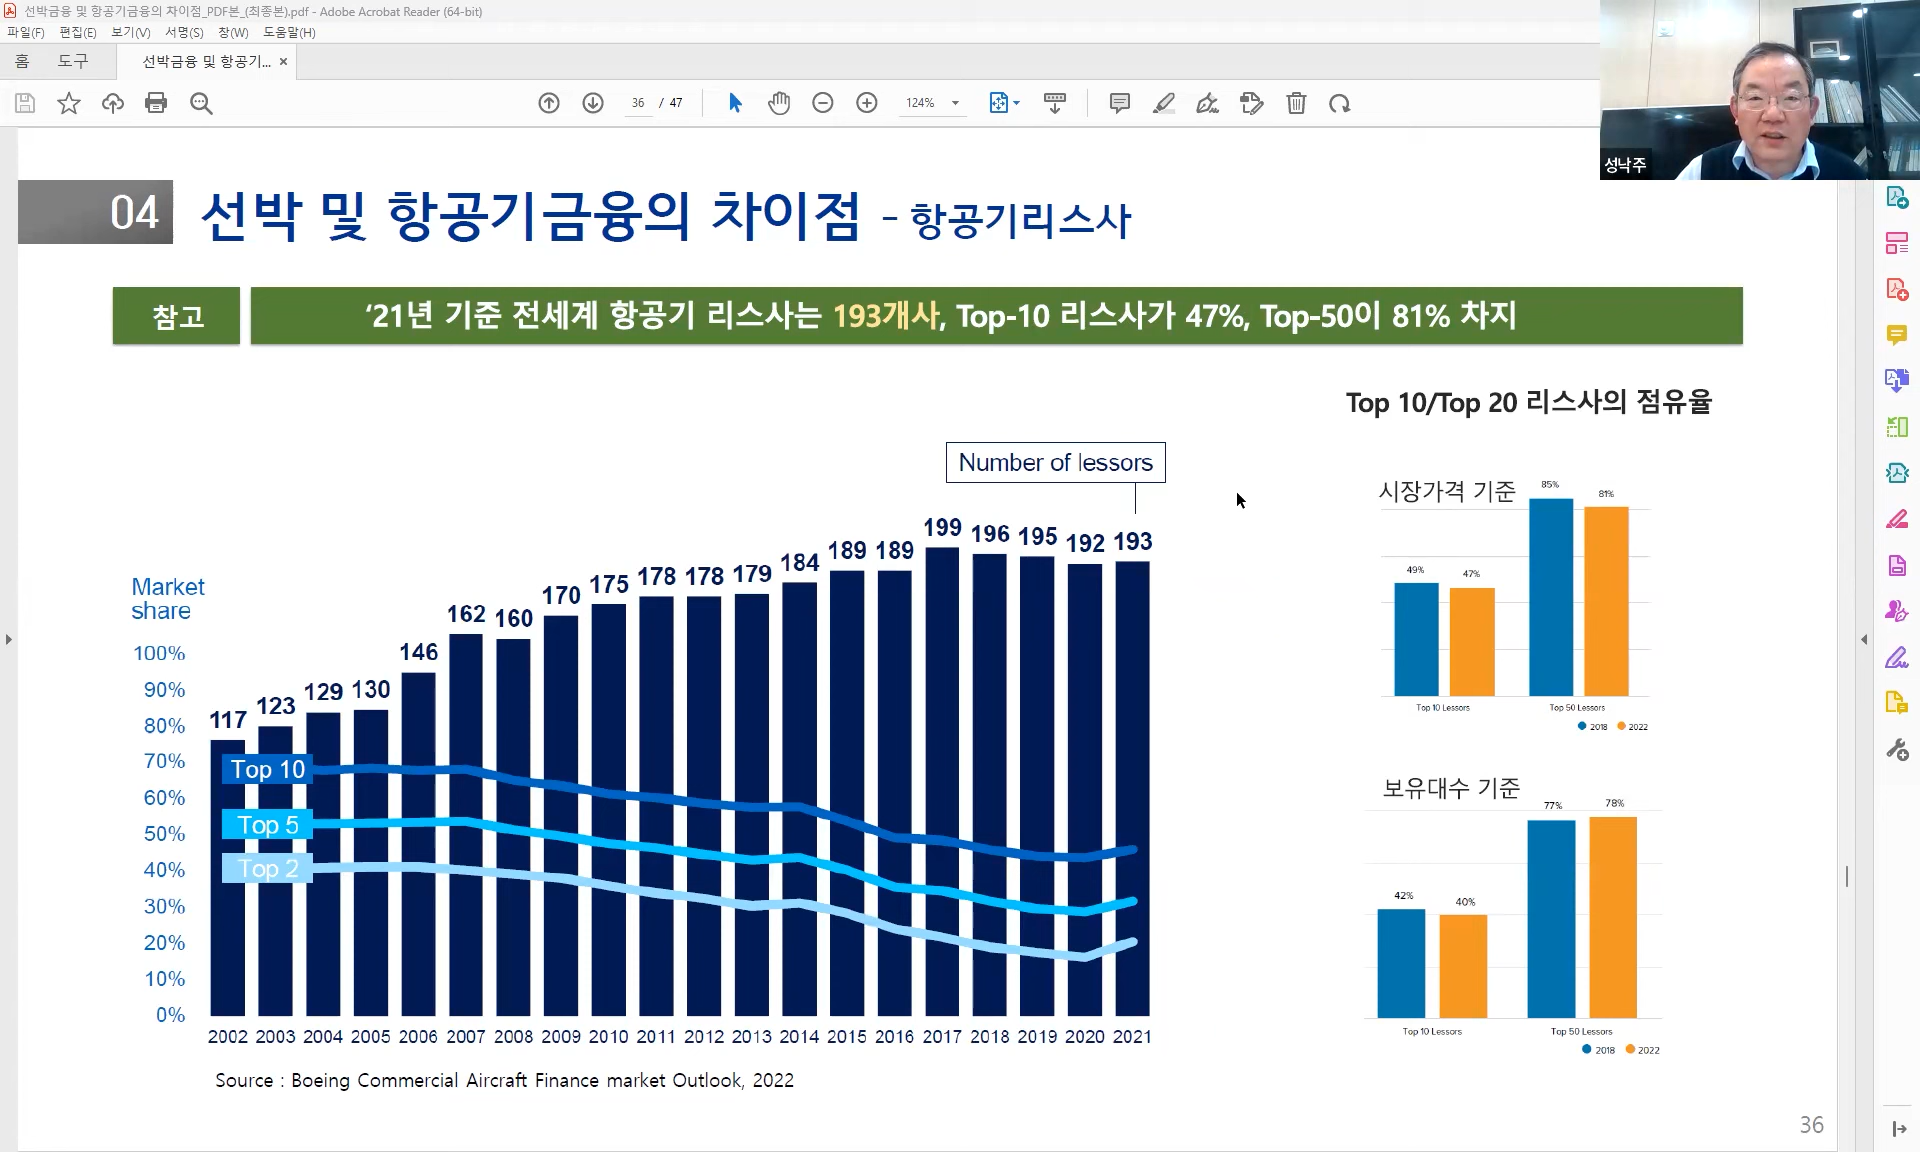 선박금융 및 항공기금융의 차이점_PDF본_(최종본).pdf - Adobe Acrobat Reader (64-bit)
파일(F) 편집(E) 보기(V) 서명(S) 창(W) 도움말(H)
홈 도구 선박금융 및 항공기... ×
36 / 47 124%
성낙주
04 선박 및 항공기금융의 차이점 - 항공기리스사
참고 '21년 기준 전세계 항공기 리스사는 193개사, Top-10 리스사가 47%, Top-50이 81% 차지
Number of lessors
Market
share
100%
90%
80%
70%
60%
50%
40%
30%
20%
10%
0%
117 123 129 130 146 162 160 170 175 178 178 179 184 189 189 199 196 195 192 193
Top 10
Top 5
Top 2
2002 2003 2004 2005 2006 2007 2008 2009 2010 2011 2012 2013 2014 2015 2016 2017 2018 2019 2020 2021
Source : Boeing Commercial Aircraft Finance market Outlook, 2022
Top 10/Top 20 리스사의 점유율
시장가격 기준
49% 47% 85% 81%
Top 10 Lessors Top 50 Lessors
2018 2022
보유대수 기준
42% 40% 77% 78%
Top 10 Lessors Top 50 Lessors
2018 2022
36